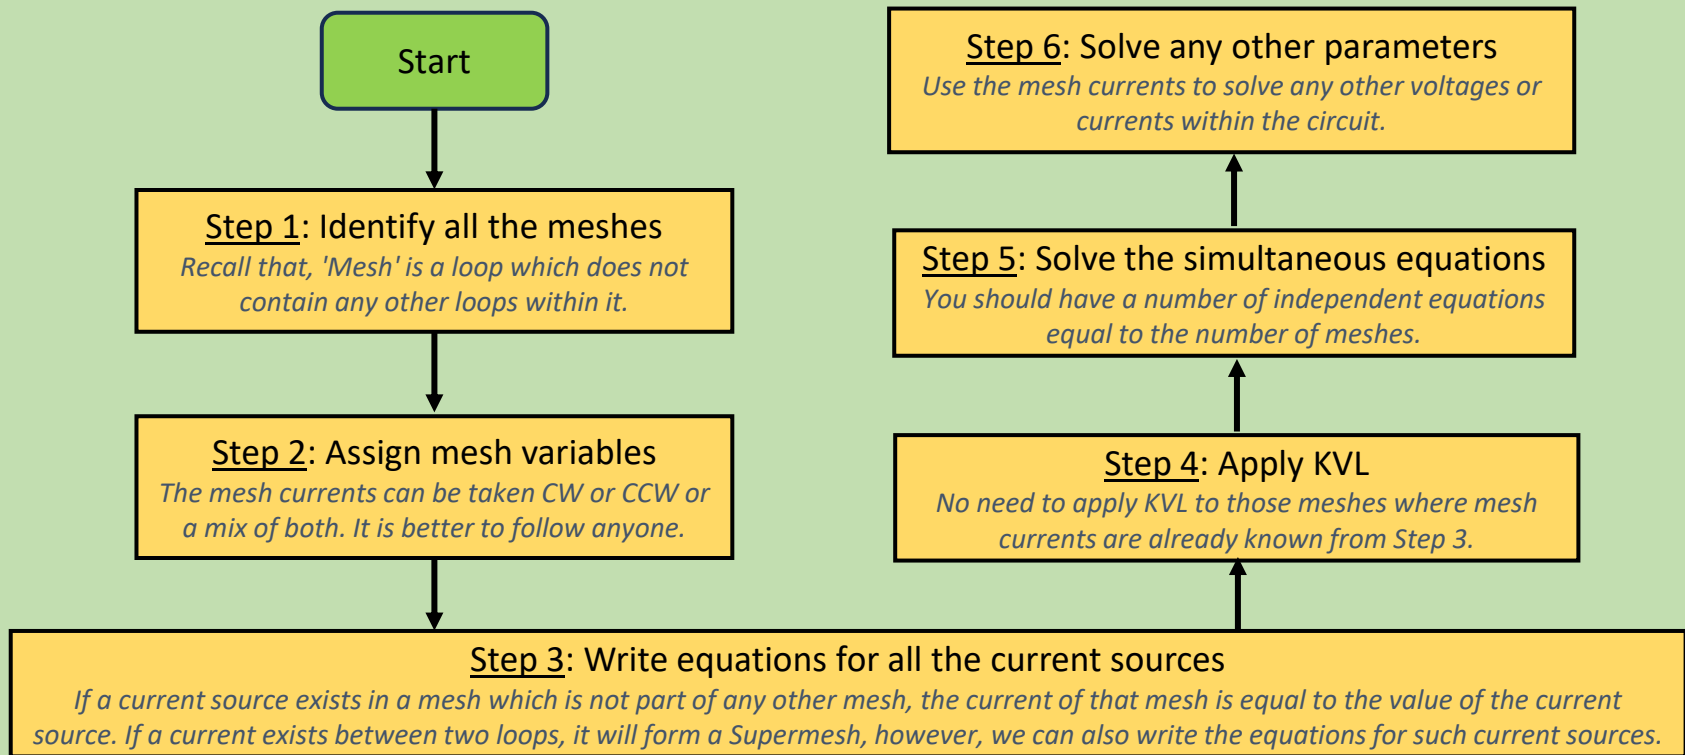 Start
Step 1: Identify all the meshes
Recall that, 'Mesh' is a loop which does not
contain any other loops within it.
Step 2: Assign mesh variables
The mesh currents can be taken CW or CCW or
a mix of both. It is better to follow anyone.
Step 3: Write equations for all the current sources
If a current source exists in a mesh which is not part of any other mesh, the current of that mesh is equal to the value of the current
source. If a current exists between two loops, it will form a Supermesh, however, we can also write the equations for such current sources.
Step 4: Apply KVL
No need to apply KVL to those meshes where mesh
currents are already known from Step 3.
Step 5: Solve the simultaneous equations
You should have a number of independent equations
equal to the number of meshes.
Step 6: Solve any other parameters
Use the mesh currents to solve any other voltages or
currents within the circuit.